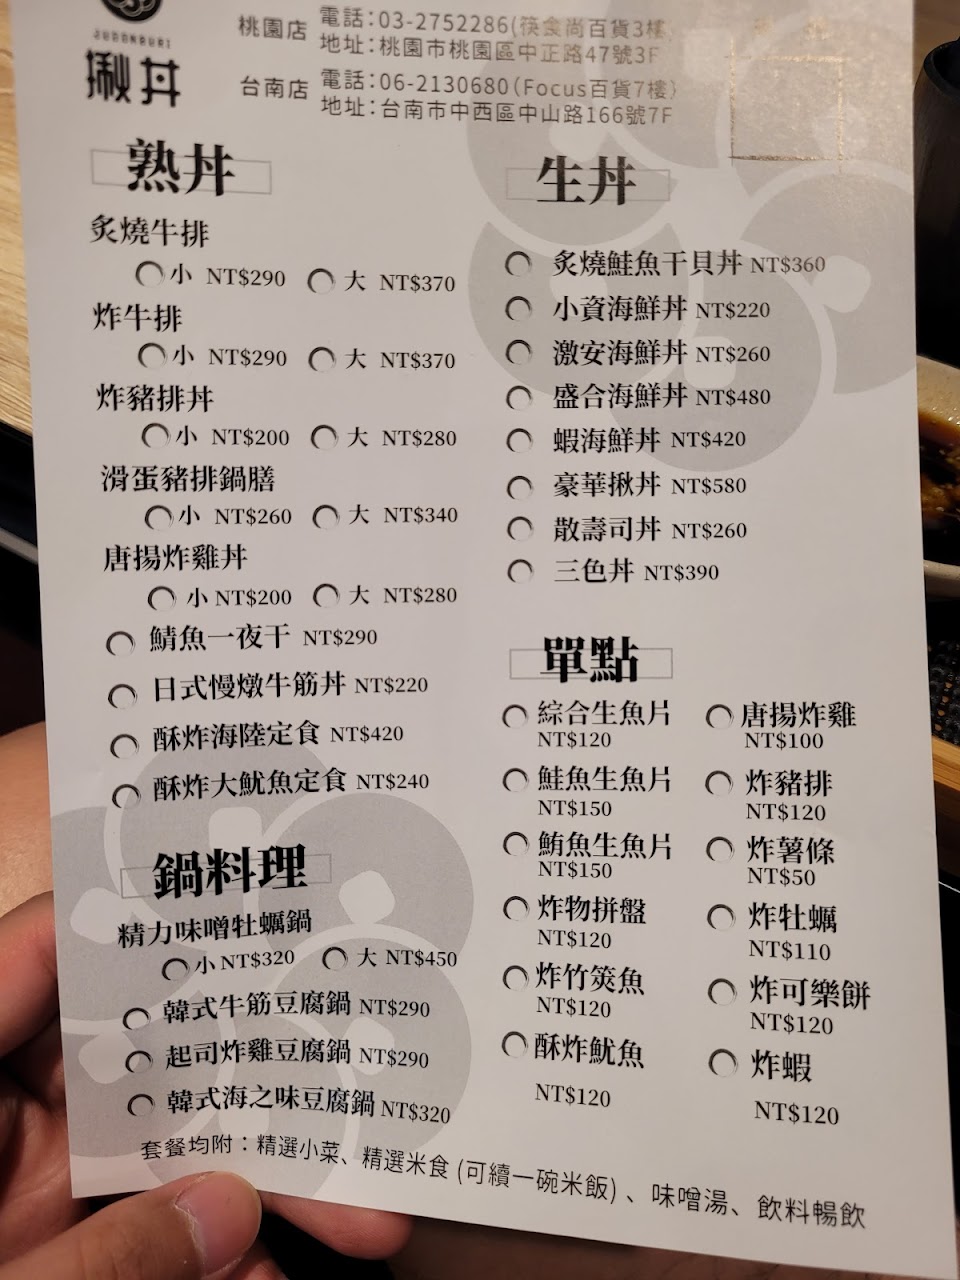 JUDONBURI
揪丼
桃園店
電話：03-2752286(筷食尚百貨3樓)
地址：桃園市桃園區中正路47號3F
台南店
電話：06-2130680(Focus百貨7樓)
地址：台南市中西區中山路166號7F
熟丼
炙燒牛排
小 NT$290 大 NT$370
炸牛排
小 NT$290 大 NT$370
炸豬排丼
小 NT$200 大 NT$280
滑蛋豬排鍋膳
小 NT$260 大 NT$340
唐揚炸雞丼
小 NT$200 大 NT$280
鯖魚一夜干 NT$290
日式慢燉牛筋丼 NT$220
酥炸海陸定食 NT$420
酥炸大魷魚定食 NT$240
鍋料理
精力味噌牡蠣鍋
小 NT$320 大 NT$450
韓式牛筋豆腐鍋 NT$290
起司炸雞豆腐鍋 NT$290
韓式海之味豆腐鍋 NT$320
生丼
炙燒鮭魚干貝丼 NT$360
小資海鮮丼 NT$220
激安海鮮丼 NT$260
盛合海鮮丼 NT$480
蝦海鮮丼 NT$420
豪華揪丼 NT$580
散壽司丼 NT$260
三色丼 NT$390
單點
綜合生魚片
NT$120
鮭魚生魚片
NT$150
鮪魚生魚片
NT$150
炸物拼盤
NT$120
炸竹筴魚
NT$120
酥炸魷魚
NT$120
唐揚炸雞
NT$100
炸豬排
NT$120
炸薯條
NT$50
炸牡蠣
NT$110
炸可樂餅
NT$120
炸蝦
NT$120
套餐均附：精選小菜、精選米食 (可續一碗米飯) 、味噌湯、飲料暢飲